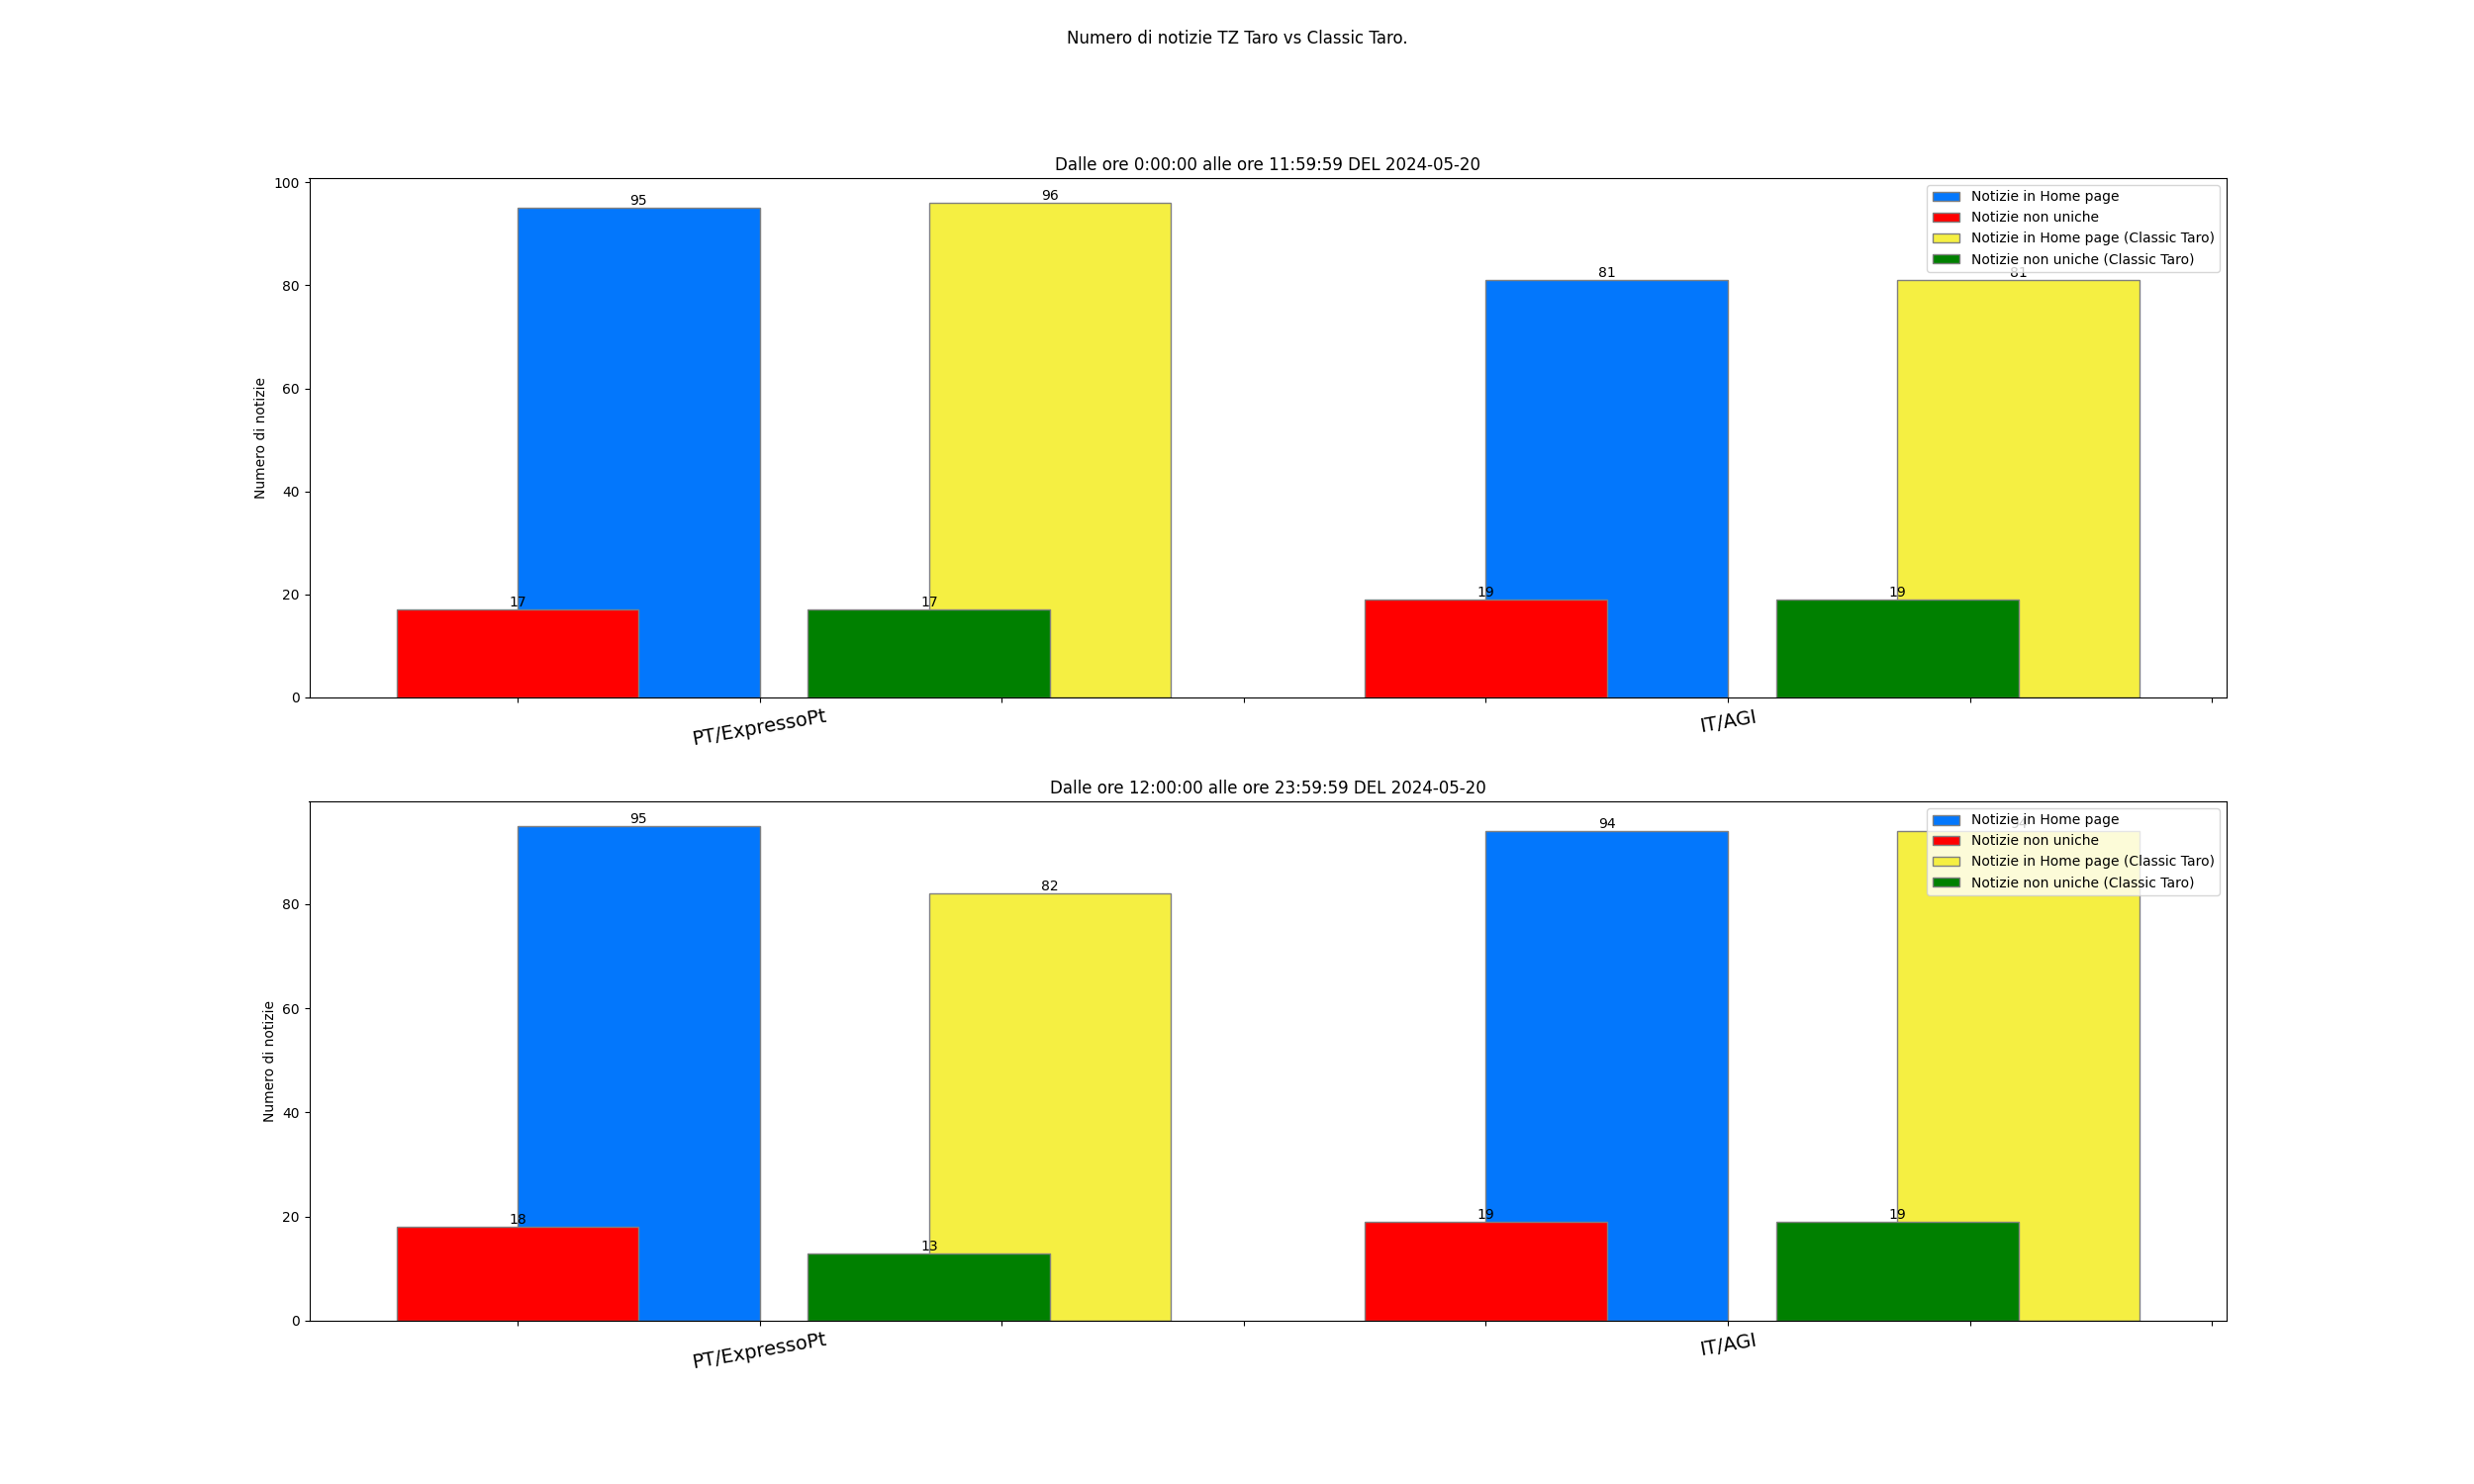 Numero di notizie TZ Taro vs Classic Taro.
Dalle ore 0:00:00 alle ore 11:59:59 DEL 2024-05-20
Numero di notizie
100
80
60
40
20
0
95
96
81
81
17
17
19
19
Notizie in Home page
Notizie non uniche
Notizie in Home page (Classic Taro)
Notizie non uniche (Classic Taro)
PT/ExpressoPt
IT/AGI
Dalle ore 12:00:00 alle ore 23:59:59 DEL 2024-05-20
Numero di notizie
80
60
40
20
0
95
82
94
18
13
19
19
Notizie in Home page
Notizie non uniche
Notizie in Home page (Classic Taro)
Notizie non uniche (Classic Taro)
PT/ExpressoPt
IT/AGI